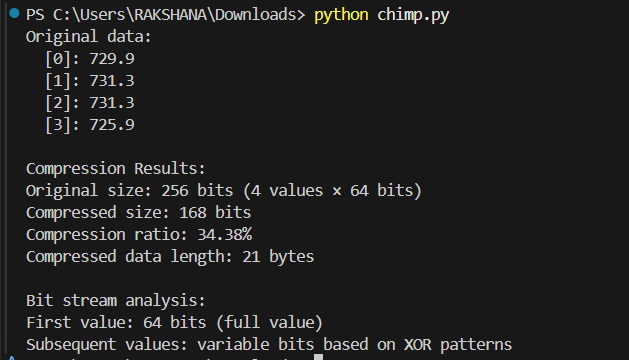 PS C:\Users\RAKSHANA\Downloads> python chimp.py
Original data:
[0]: 729.9
[1]: 731.3
[2]: 731.3
[3]: 725.9
Compression Results:
Original size: 256 bits (4 values × 64 bits)
Compressed size: 168 bits
Compression ratio: 34.38%
Compressed data length: 21 bytes
Bit stream analysis:
First value: 64 bits (full value)
Subsequent values: variable bits based on XOR patterns